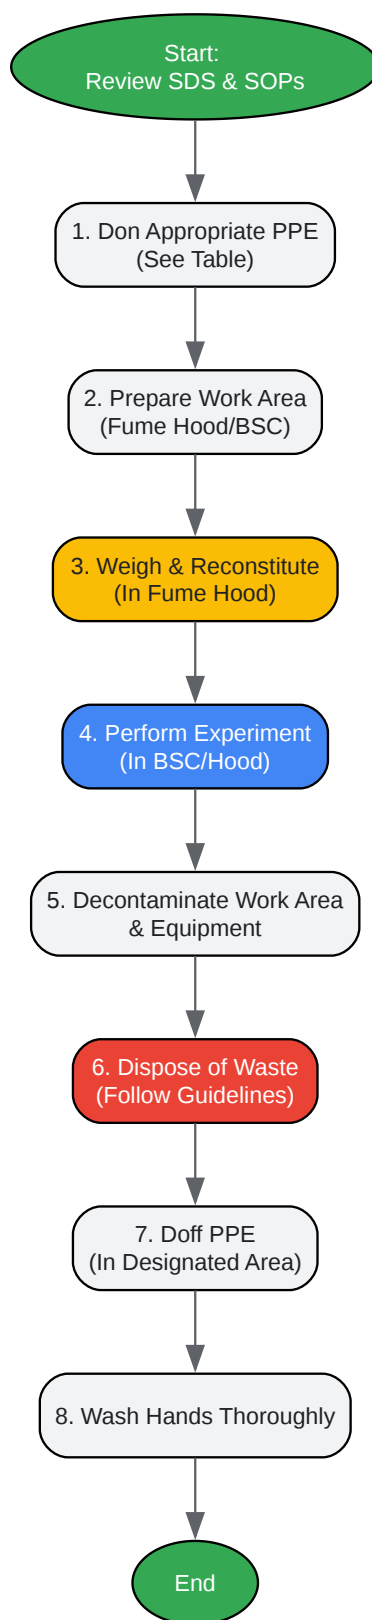 Start:
Review SDS & SOPs
1. Don Appropriate PPE
(See Table)
2. Prepare Work Area
(Fume Hood/BSC)
3. Weigh & Reconstitute
(In Fume Hood)
4. Perform Experiment
(In BSC/Hood)
5. Decontaminate Work Area
& Equipment
6. Dispose of Waste
(Follow Guidelines)
7. Doff PPE
(In Designated Area)
8. Wash Hands Thoroughly
End